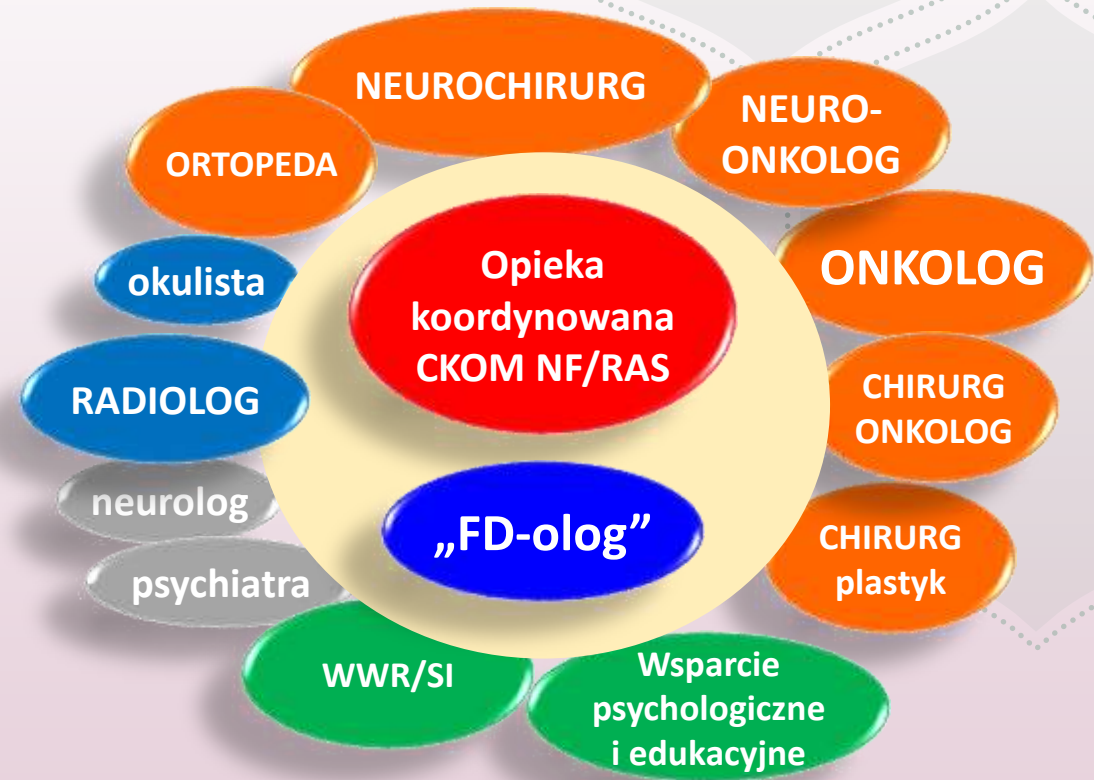 NEUROCHIRURG
NEURO-
ONKOLOG
ORTOPEDA
ONKOLOG
okulista
Opieka
koordynowana
CKOM NF/RAS
RADIOLOG
CHIRURG
ONKOLOG
neurolog
„FD-olog”
CHIRURG
plastyk
psychiatra
WWR/SI
Wsparcie
psychologiczne
i edukacyjne